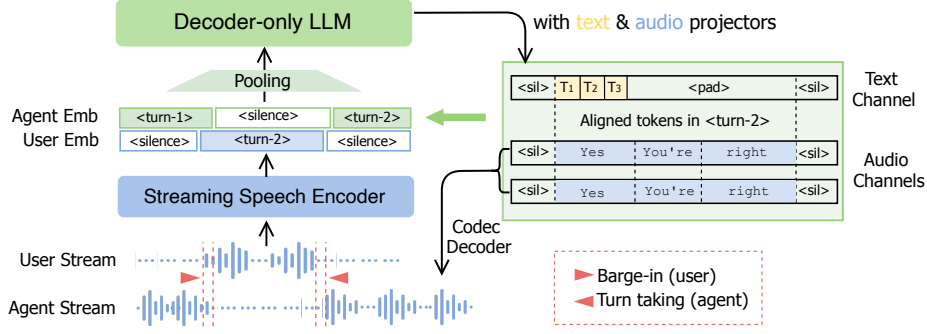 Decoder-only LLM
with text & audio projectors
Pooling
<sil> T1 T2 T3 <pad> <sil>
Text
Channel
Agent Emb <turn-1> <silence> <turn-2>
User Emb <silence> <turn-2> <silence>
Aligned tokens in <turn-2>
<sil> Yes You're right <sil>
Audio
Channels
<sil> Yes You're right <sil>
Streaming Speech Encoder
Codec
Decoder
User Stream
Agent Stream
Barge-in (user)
Turn taking (agent)